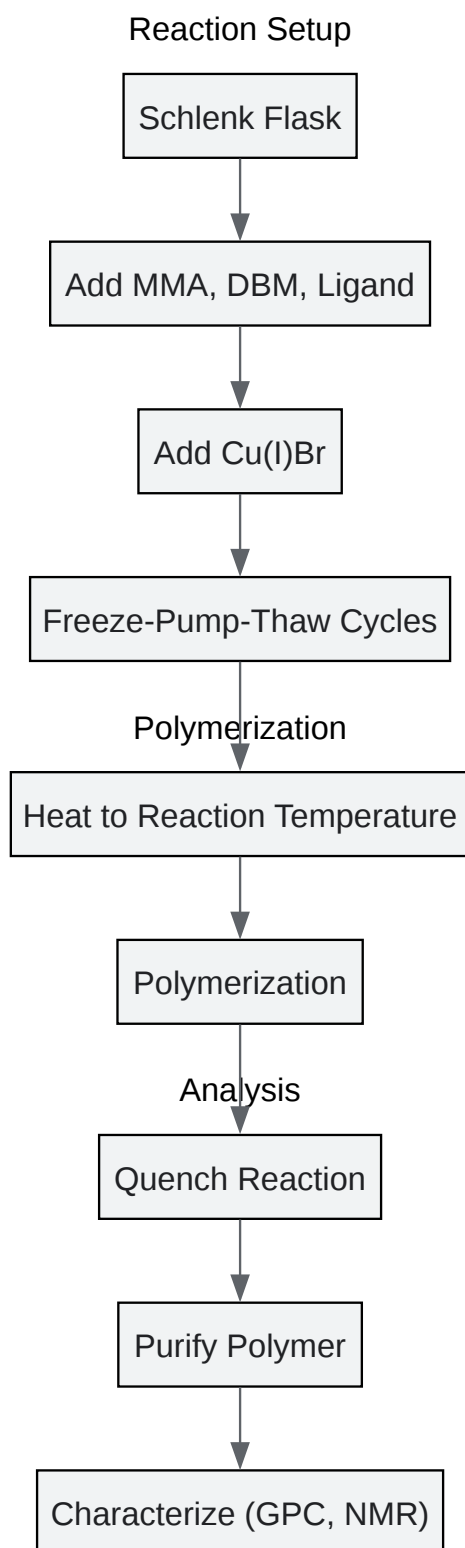 Reaction Setup
Schlenk Flask
Add MMA, DBM, Ligand
Add Cu(I)Br
Freeze-Pump-Thaw Cycles
Polymerization
Heat to Reaction Temperature
Polymerization
Analysis
Quench Reaction
Purify Polymer
Characterize (GPC, NMR)